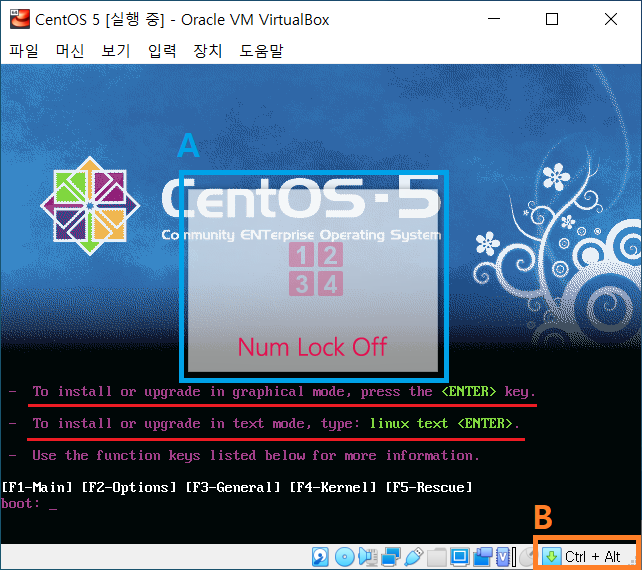 CentOS 5 [실행 중] - Oracle VM VirtualBox
파일 머신 보기 입력 장치 도움말
A
CentOS-5
Community ENTerprise Operating System
1 2
3 4
Num Lock Off
- To install or upgrade in graphical mode, press the <ENTER> key.
- To install or upgrade in text mode, type: linux text <ENTER>.
- Use the function keys listed below for more information.
[F1-Main] [F2-Options] [F3-General] [F4-Kernel] [F5-Rescue]
boot: _
B
V
Ctrl + Alt